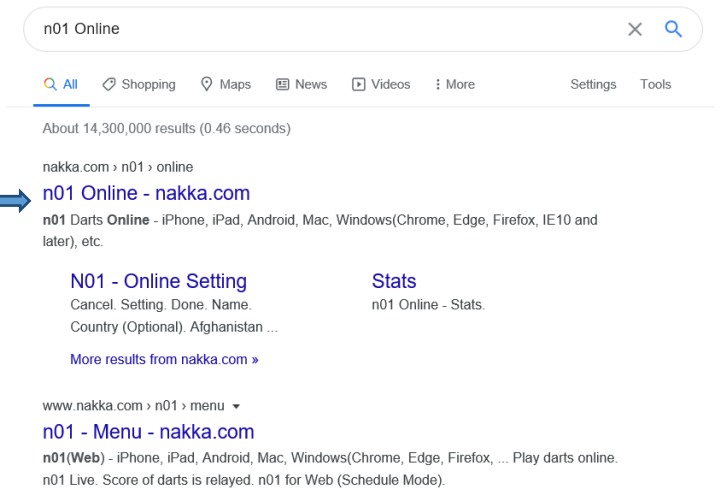 n01 Online
All Shopping Maps News Videos More Settings Tools
About 14,300,000 results (0.46 seconds)
nakka.com › n01 › online
n01 Online - nakka.com
n01 Darts Online - iPhone, iPad, Android, Mac, Windows(Chrome, Edge, Firefox, IE10 and
later), etc.
N01 - Online Setting
Cancel. Setting. Done. Name.
Country (Optional). Afghanistan ...
Stats
n01 Online - Stats.
More results from nakka.com »
www.nakka.com › n01 › menu
n01 - Menu - nakka.com
n01(Web) - iPhone, iPad, Android, Mac, Windows(Chrome, Edge, Firefox, ... Play darts online.
n01 Live. Score of darts is relayed. n01 for Web (Schedule Mode).